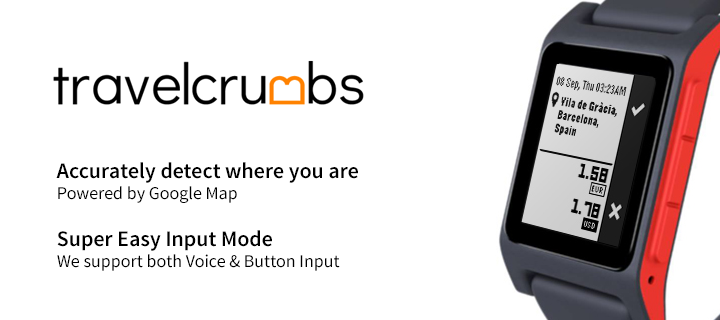 travelcrumbs
Accurately detect where you are
Powered by Google Map
Super Easy Input Mode
We support both Voice & Button Input
08 Sep, Thu 03:23AM
Vila de Gràcia,
Barcelona,
Spain
1.58
EUR
1.78
USD